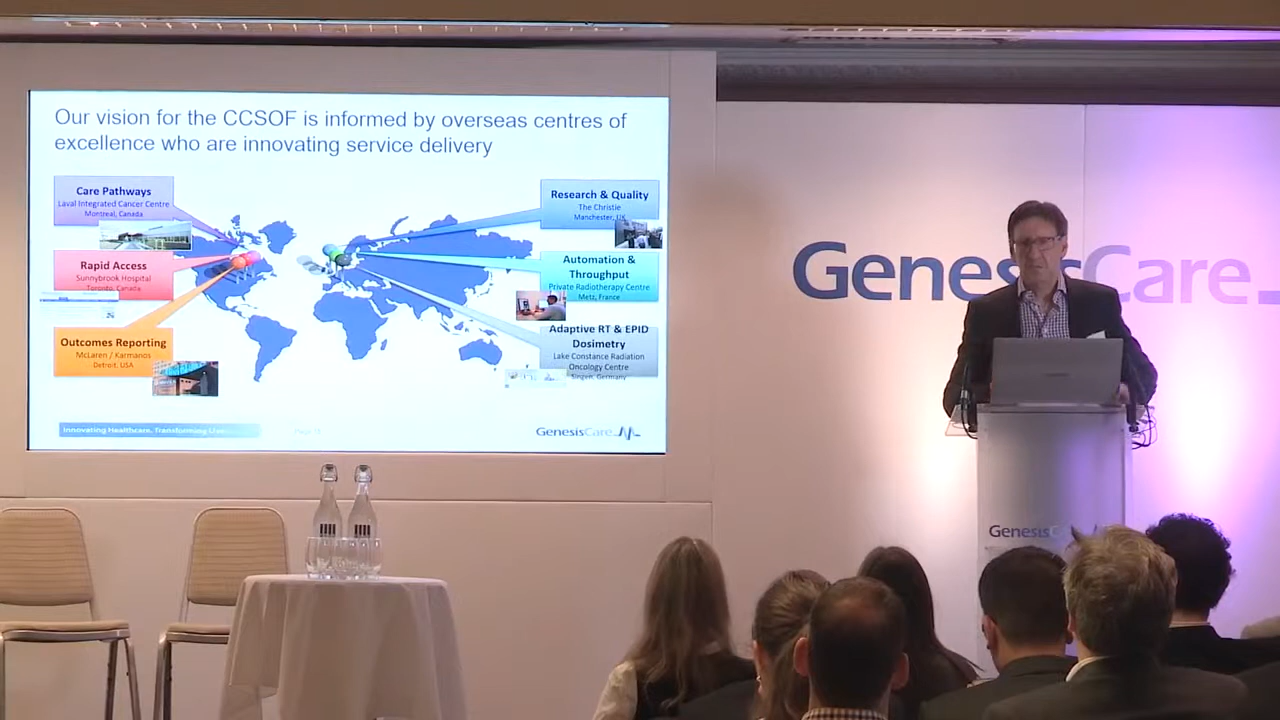 Our vision for the CCSOF is informed by overseas centres of
excellence who are innovating service delivery
Care Pathways
Laval Integrated Cancer Centre
Montreal, Canada
Rapid Access
Sunnybrook Hospital
Toronto, Canada
Outcomes Reporting
McLaren / Karmanos
Detroit, USA
Research & Quality
The Christie
Manchester, UK
Automation &
Throughput
Private Radiotherapy Centre
Metz, France
Adaptive RT & EPID
Dosimetry
Lake Constance Radiation
Oncology Centre
Singen, Germany
Innovating Healthcare. Transforming
GenesisCare
GenesisCare
Genesis